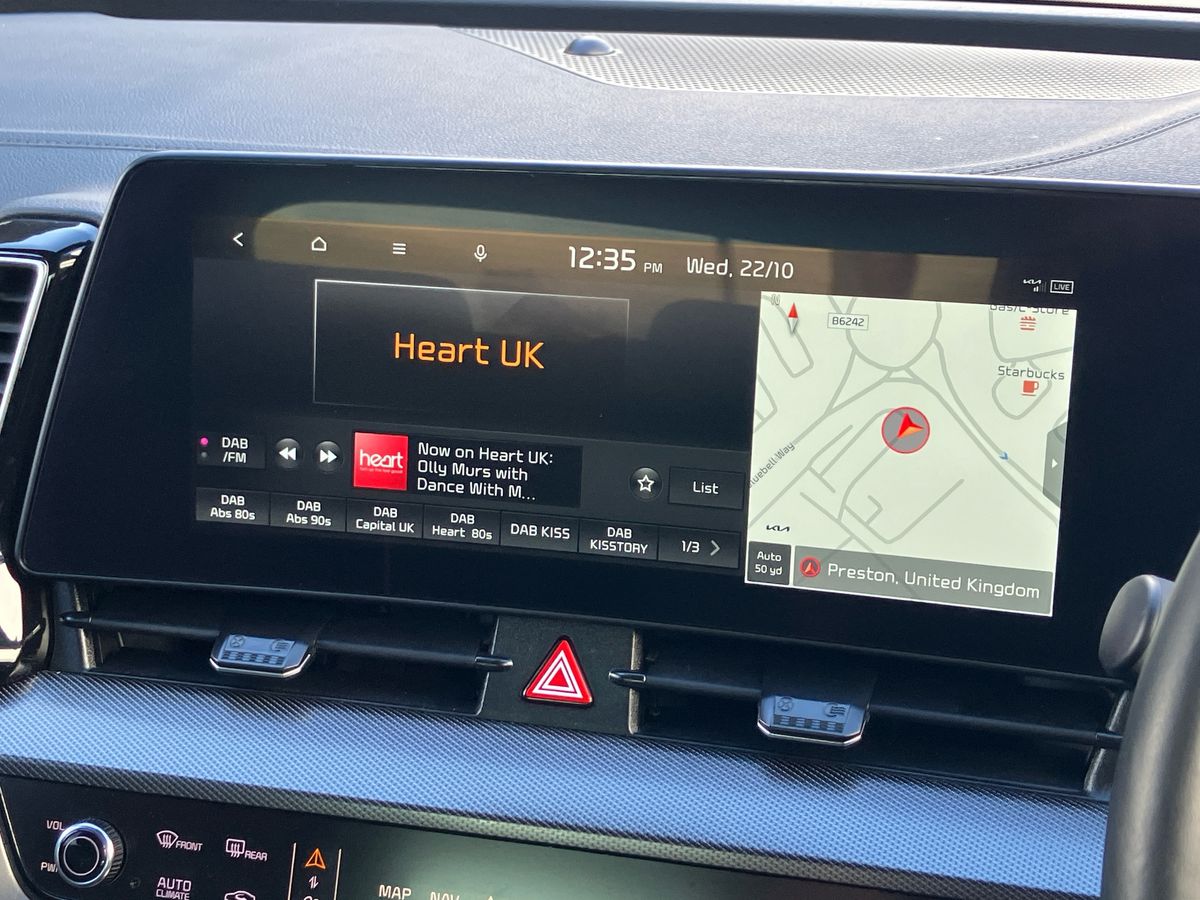 12:35 PM Wed, 22/10
LIVE
Heart UK
N
B6242
Starbucks
DAB
/FM
heart
Now on Heart UK:
Olly Murs with
Dance With M...
List
DAB
Abs 80s
DAB
Abs 90s
DAB
Capital UK
DAB
Heart 80s
DAB KISS
DAB
KISSTORY
1/3
Auto
50 yd
Preston, United Kingdom
VOL
FRONT
REAR
AUTO
CLIMATE
MAP